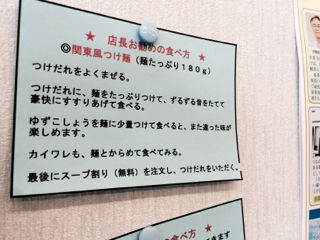 ★ 店長お勧めの食べ方 ★
◎関東風つけ麺（麺たっぷり１８０ｇ）
つけだれをよくまぜる。
つけだれに、麺をたっぷりつけて、ずるずる音をたてて
豪快にすすりあげて食べる。
ゆずこしょうを麺に少量つけて食べると、また違った味が
楽しめます。
カイワレも、麺とからめて食べてみる。
最後にスープ割り（無料）を注文し、つけだれをいただく。
の食べ方 ★